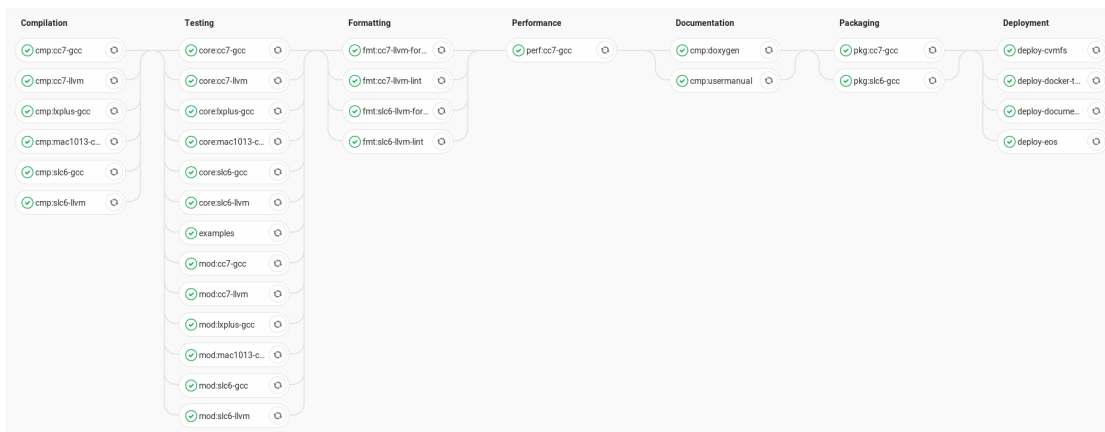 Compilation
cmp:cc7-gcc
cmp:cc7-llvm
cmp:lxplus-gcc
cmp:mac1013-c...
cmp:slc6-gcc
cmp:slc6-llvm
Testing
core:cc7-gcc
core:cc7-llvm
core:lxplus-gcc
core:mac1013-c...
core:slc6-gcc
core:slc6-llvm
examples
mod:cc7-gcc
mod:cc7-llvm
mod:lxplus-gcc
mod:mac1013-c...
mod:slc6-gcc
mod:slc6-llvm
Formatting
fmt:cc7-llvm-for...
fmt:cc7-llvm-lint
fmt:slc6-llvm-for...
fmt:slc6-llvm-lint
Performance
perf:cc7-gcc
Documentation
cmp:doxygen
cmp:usermanual
Packaging
pkg:cc7-gcc
pkg:slc6-gcc
Deployment
deploy-cvmfs
deploy-docker-t...
deploy-docume...
deploy-eos